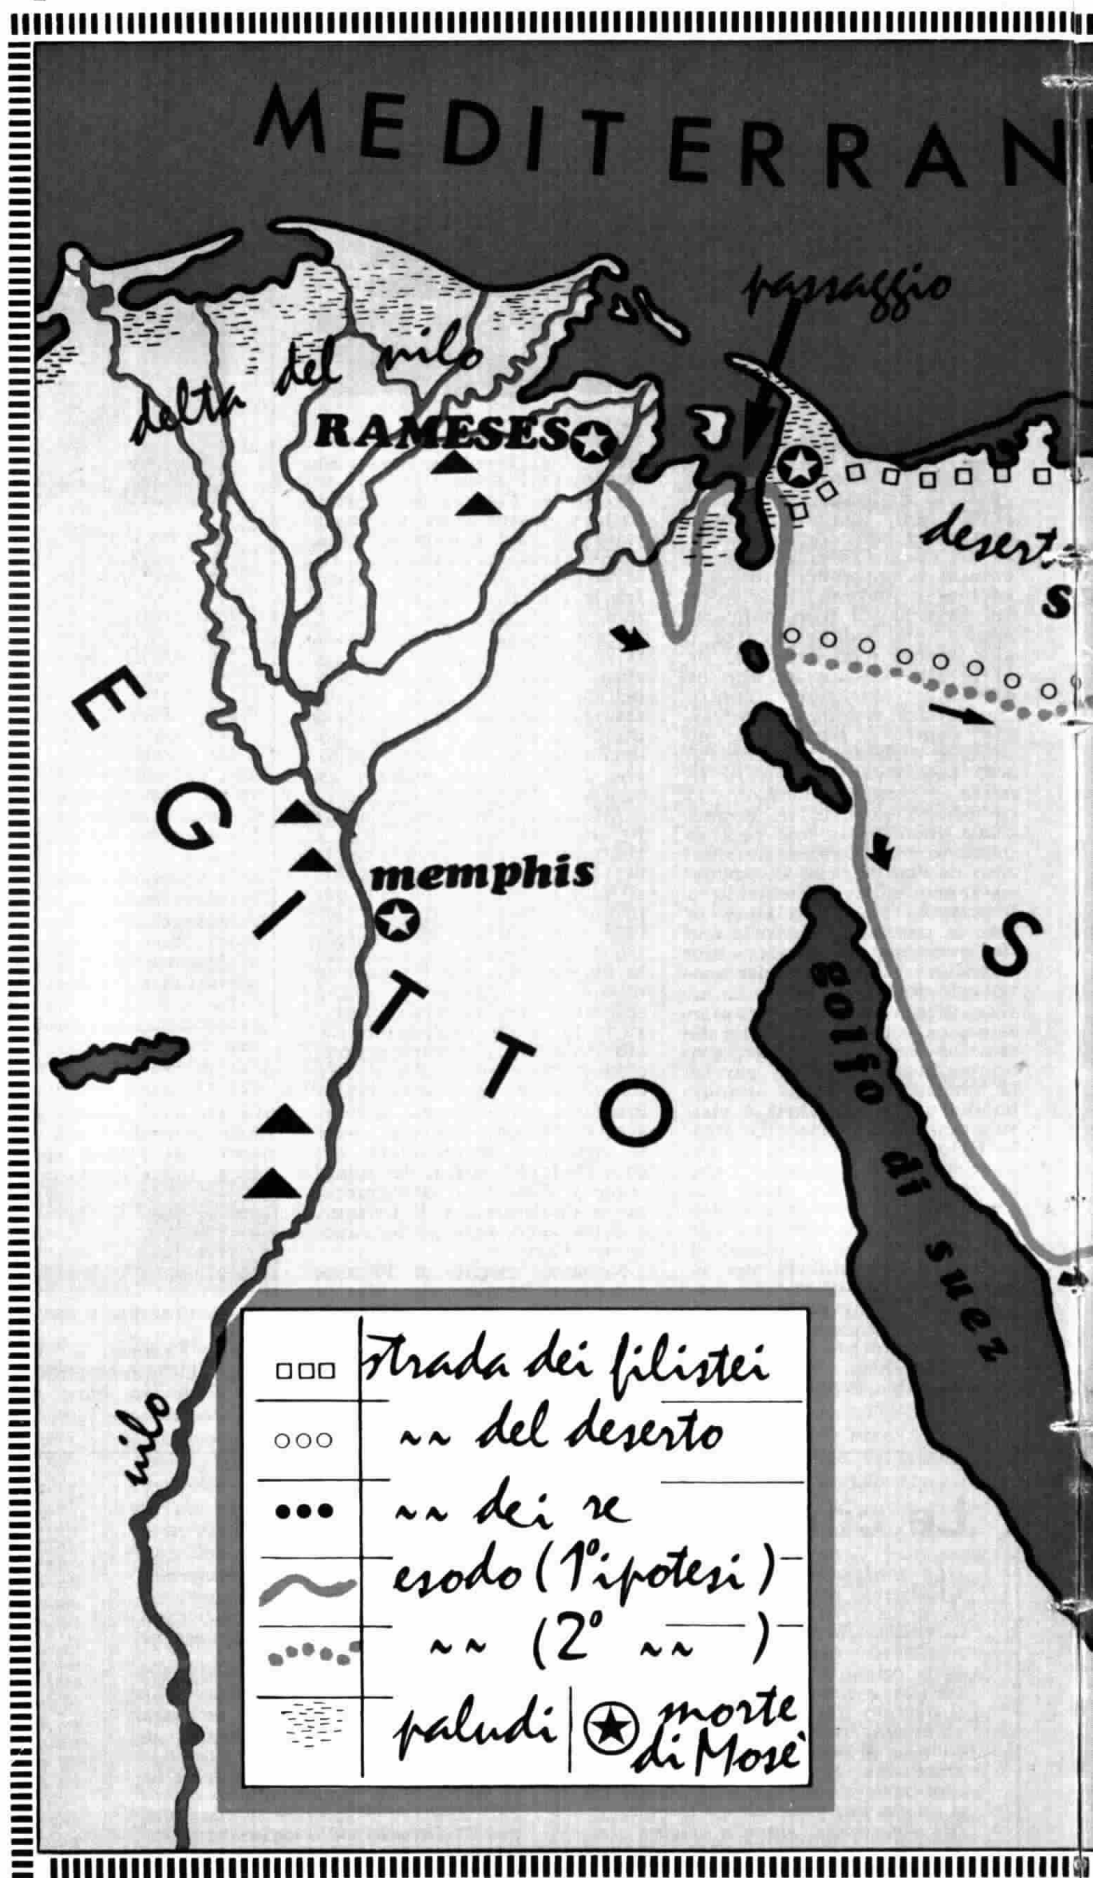 MEDITERRAN
passaggio
delta del nilo
RAMESES
desert
s
EGITTO
memphis
S
golfo di suez
nilo
strada dei filistei
~~ del deserto
~~ dei re
esodo (1° ipotesi)
~~ (2° ~~ )
paludi
morte
di Mosè